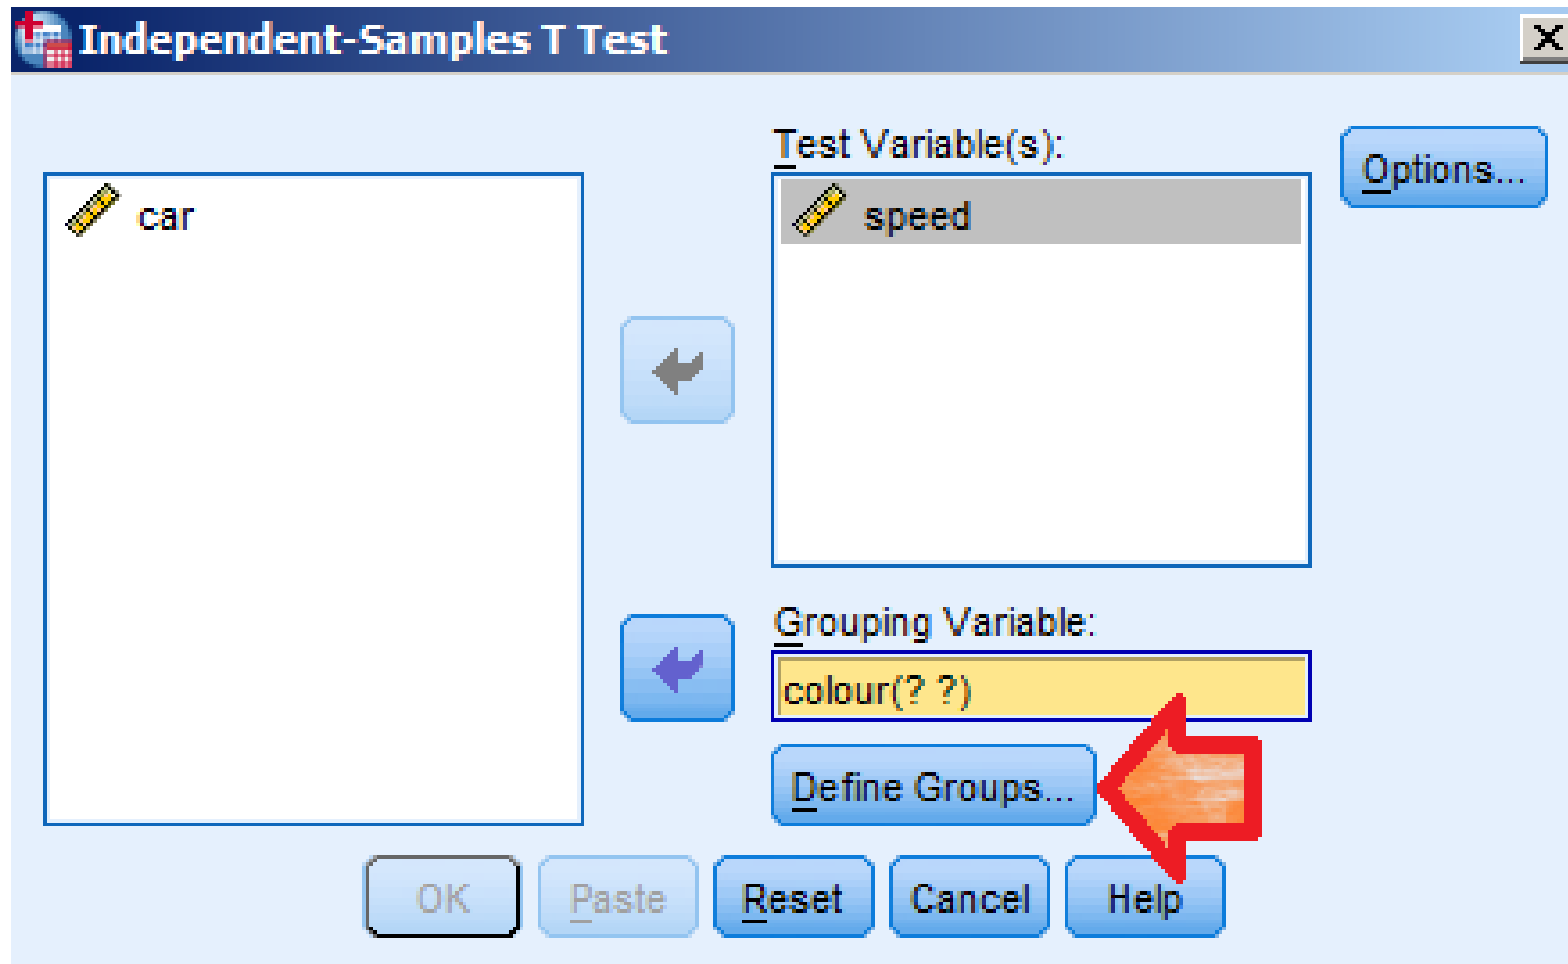 Independent-Samples T Test
Test Variable(s):
Options...
car
speed
Grouping Variable:
colour(? ?)
Define Groups...
OK Paste Reset Cancel Help